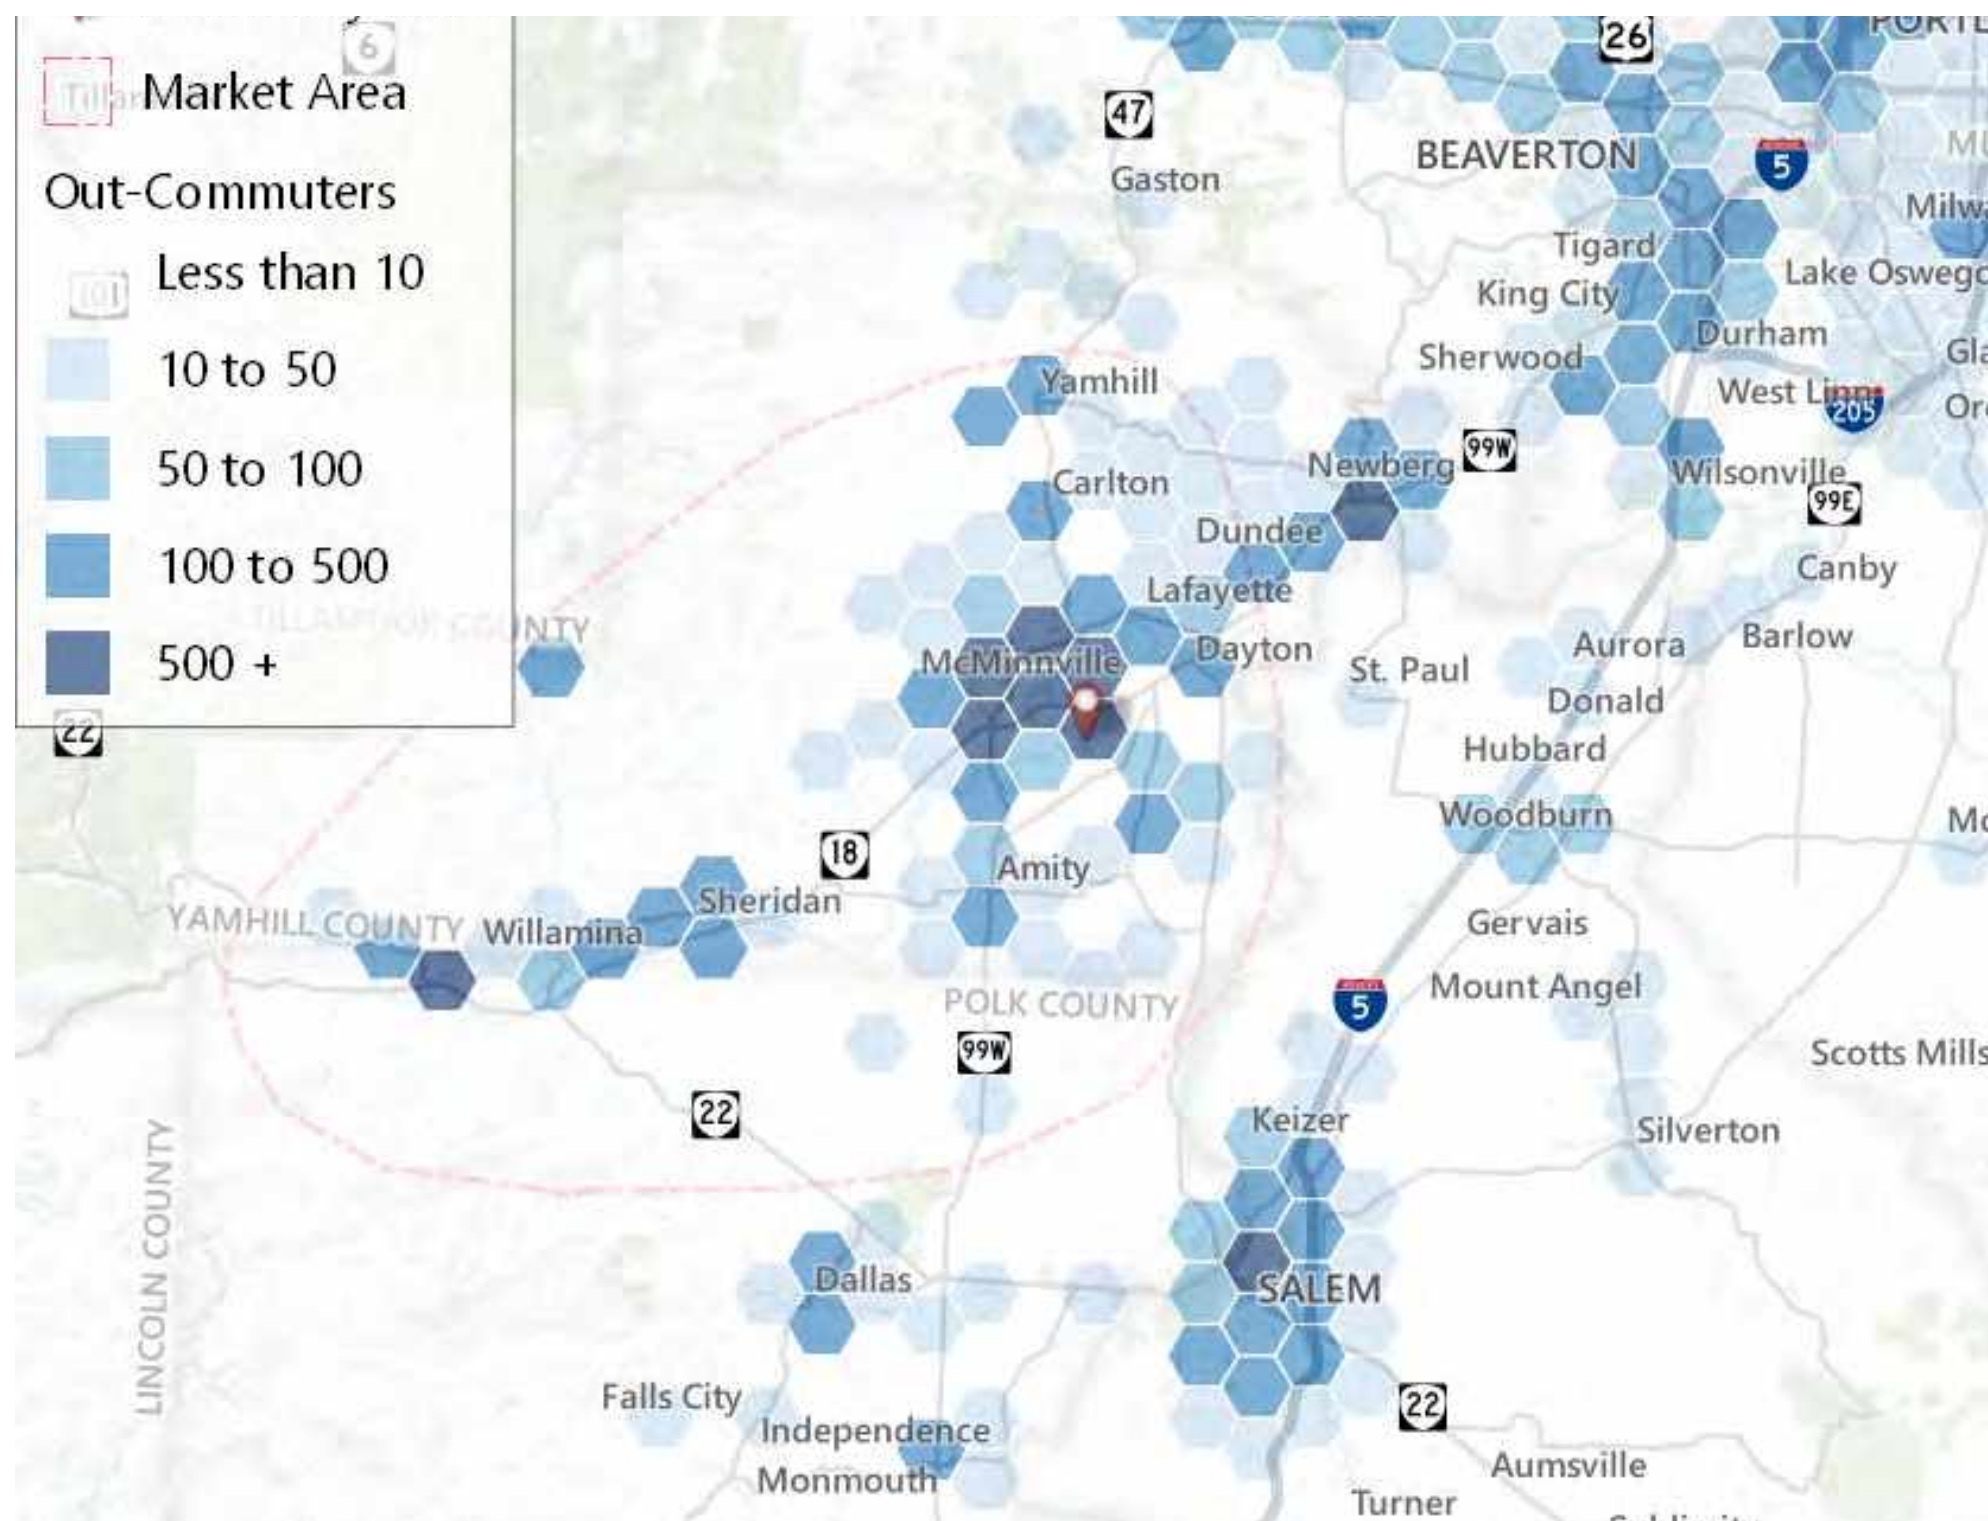 6
Market Area
Out-Commuters
101
Less than 10
10 to 50
50 to 100
100 to 500
500 +
22
26
47
BEAVERTON
5
Gaston
Tigard
King City
Lake Oswego
Durham
Sherwood
Yamhill
West Linn
205
99W
Carlton
Newberg
Wilsonville
99E
Dundee
Canby
Lafayette
TILLAMOOK COUNTY
McMinnville
Dayton
St. Paul
Aurora
Barlow
Donald
Hubbard
Woodburn
18
Amity
Sheridan
YAMHILL COUNTY
Willamina
Gervais
POLK COUNTY
5
Mount Angel
99W
Scotts Mills
22
Keizer
Silverton
LINCOLN COUNTY
Dallas
SALEM
Falls City
22
Independence
Monmouth
Aumsville
Turner